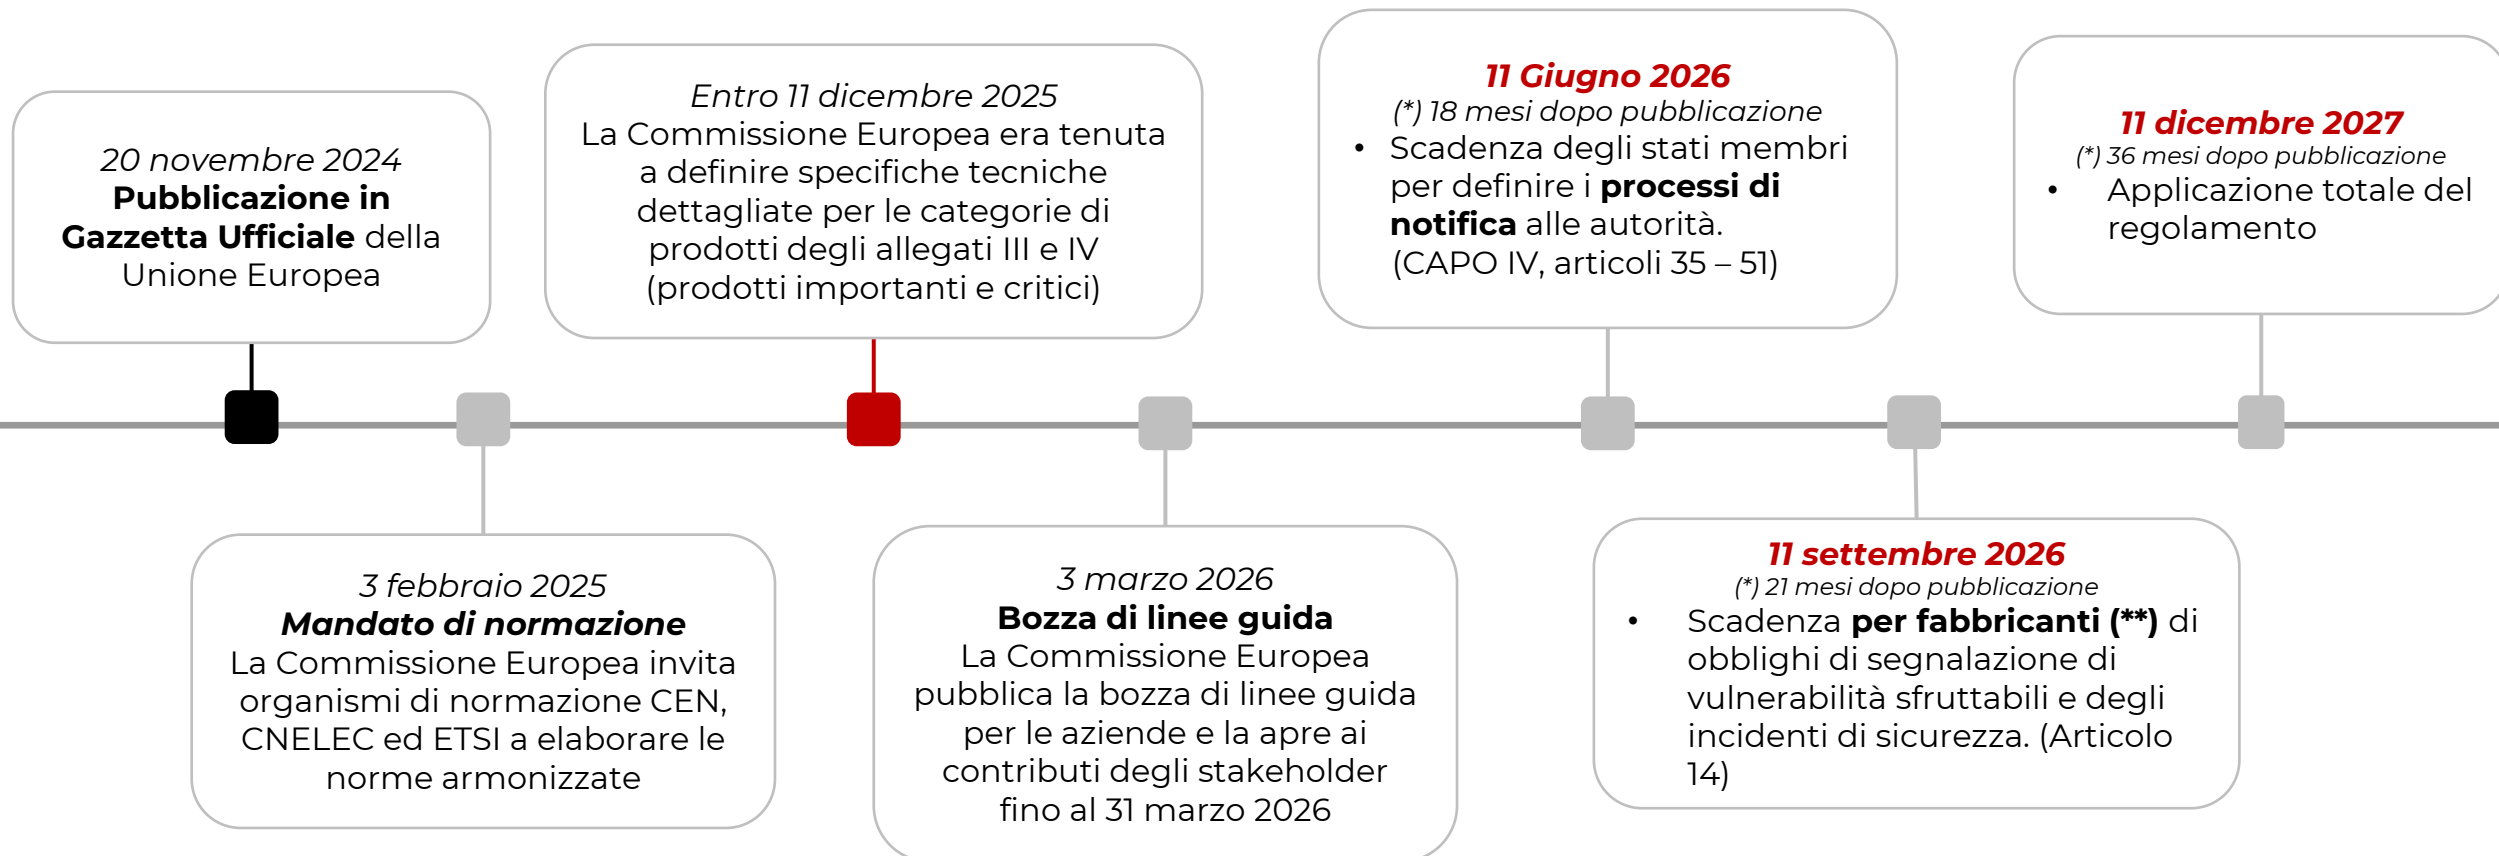 20 novembre 2024
Pubblicazione in
Gazzetta Ufficiale della
Unione Europea
3 febbraio 2025
Mandato di normazione
La Commissione Europea invita
organismi di normazione CEN,
CNELEC ed ETSI a elaborare le
norme armonizzate
Entro 11 dicembre 2025
La Commissione Europea era tenuta
a definire specifiche tecniche
dettagliate per le categorie di
prodotti degli allegati III e IV
(prodotti importanti e critici)
3 marzo 2026
Bozza di linee guida
La Commissione Europea
pubblica la bozza di linee guida
per le aziende e la apre ai
contributi degli stakeholder
fino al 31 marzo 2026
11 Giugno 2026
(*) 18 mesi dopo pubblicazione
• Scadenza degli stati membri
per definire i processi di
notifica alle autorità.
(CAPO IV, articoli 35 – 51)
11 settembre 2026
(*) 21 mesi dopo pubblicazione
• Scadenza per fabbricanti (**) di
obblighi di segnalazione di
vulnerabilità sfruttabili e degli
incidenti di sicurezza. (Articolo
14)
11 dicembre 2027
(*) 36 mesi dopo pubblicazione
• Applicazione totale del
regolamento